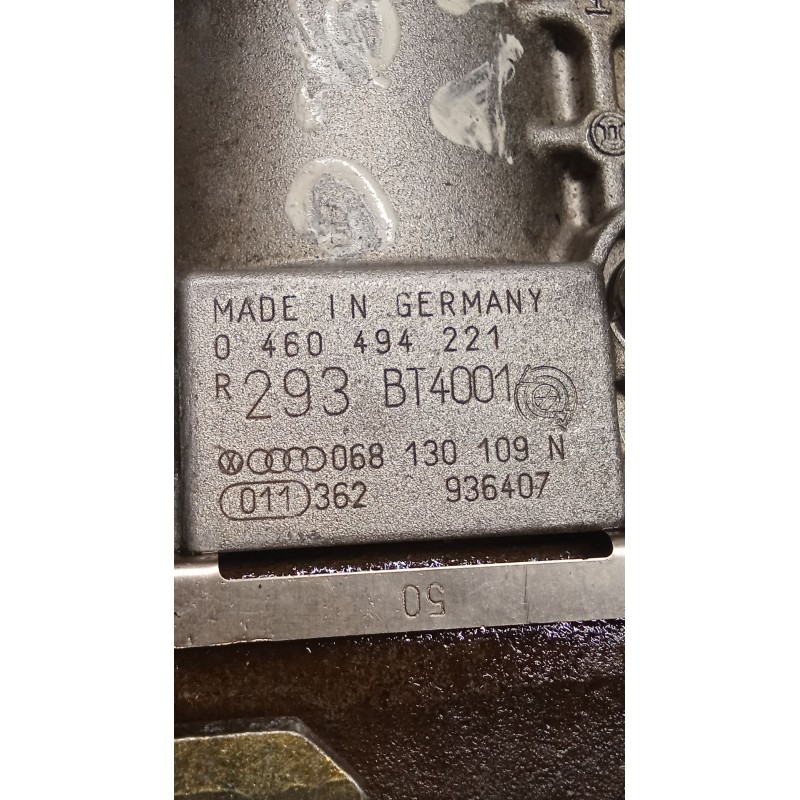 MADE IN GERMANY
0 460 494 221
R 293 BT4001
068 130 109 N
011 362 936407
50